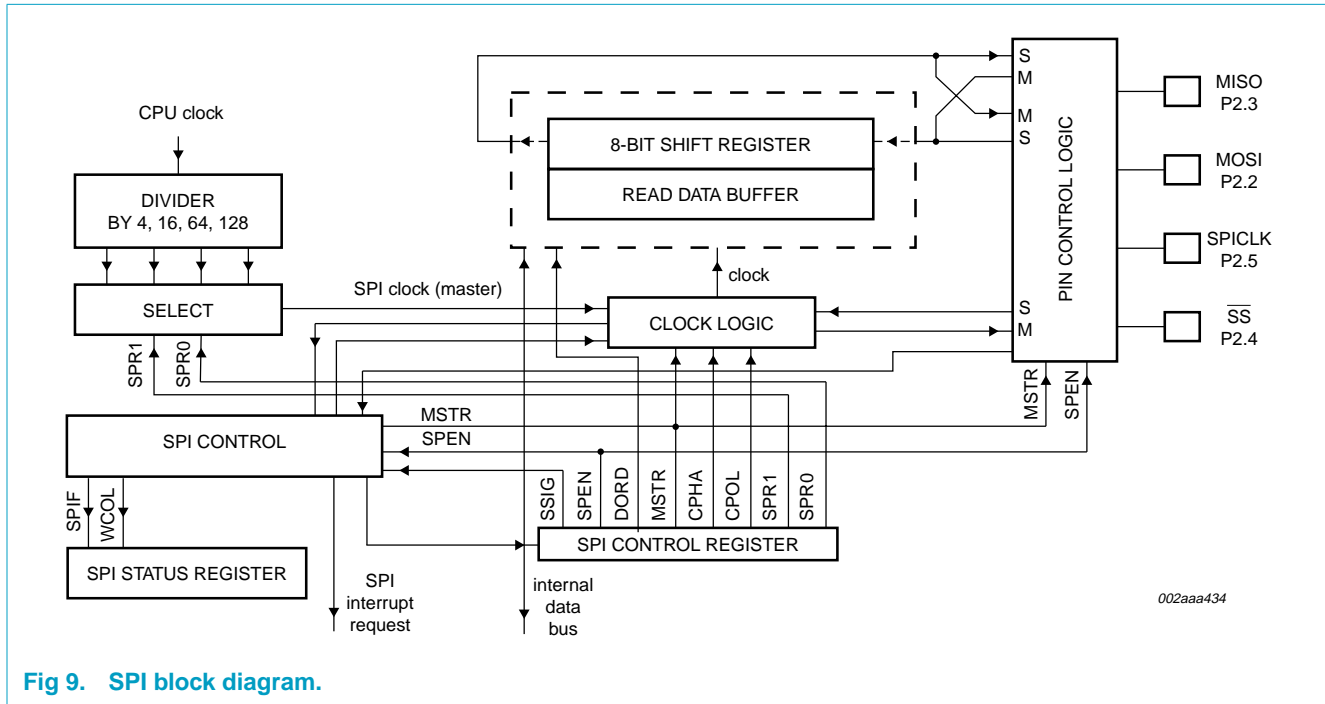 CPU clock
DIVIDER
BY 4, 16, 64, 128
SELECT
SPR1
SPR0
SPI clock (master)
8-BIT SHIFT REGISTER
READ DATA BUFFER
clock
CLOCK LOGIC
S
M
M
S
S
M
PIN CONTROL LOGIC
MISO
P2.3
MOSI
P2.2
SPICLK
P2.5
SS
P2.4
MSTR
SPEN
SPI CONTROL
MSTR
SPEN
SPIF
WCOL
SPI STATUS REGISTER
SSIG
SPEN
DORD
MSTR
CPHA
CPOL
SPR1
SPR0
SPI CONTROL REGISTER
SPI
interrupt
request
internal
data
bus
002aaa434
Fig 9. SPI block diagram.